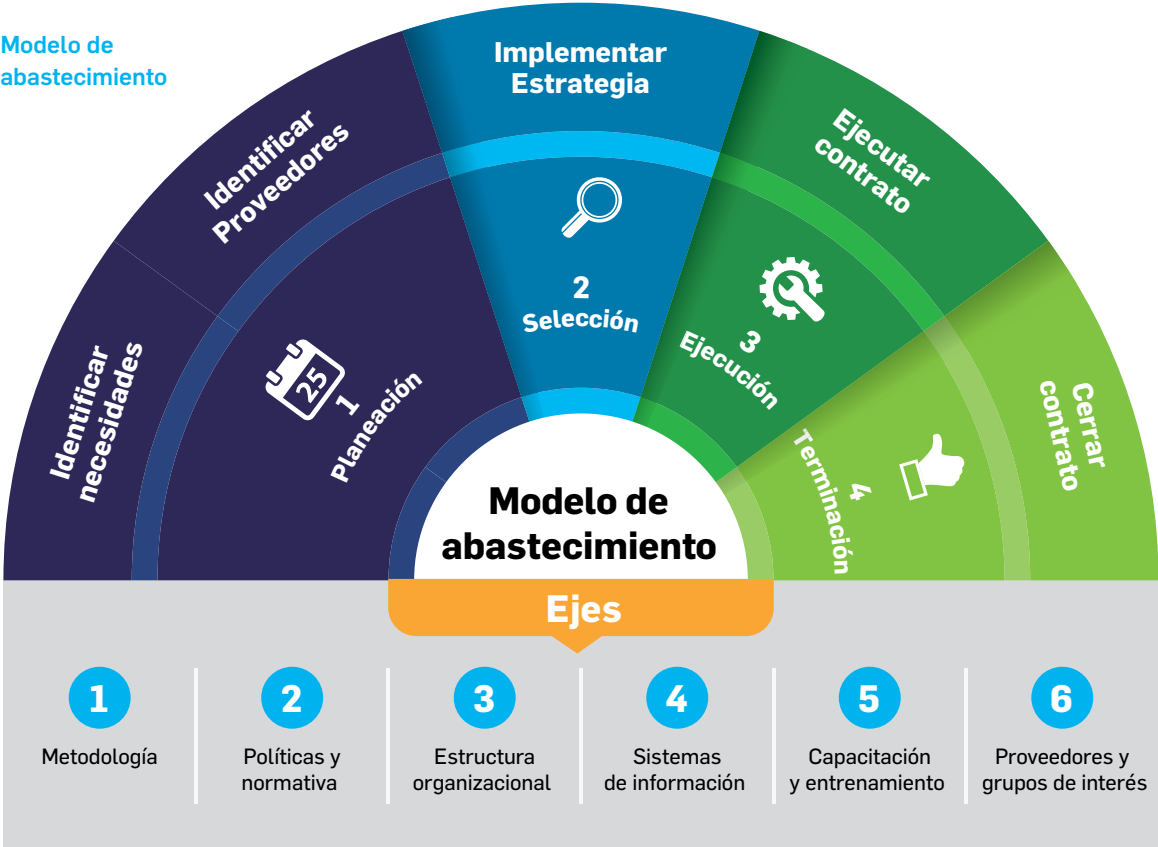 Modelo de
abastecimiento
Identificar
necesidades
Identificar
Proveedores
Implementar
Estrategia
Ejecutar
contrato
Cerrar
contrato
25
1
Planeación
2
Selección
3
Ejecución
4
Terminación
Modelo de
abastecimiento
Ejes
1
Metodología
2
Políticas y
normativa
3
Estructura
organizacional
4
Sistemas
de información
5
Capacitación
y entrenamiento
6
Proveedores y
grupos de interés